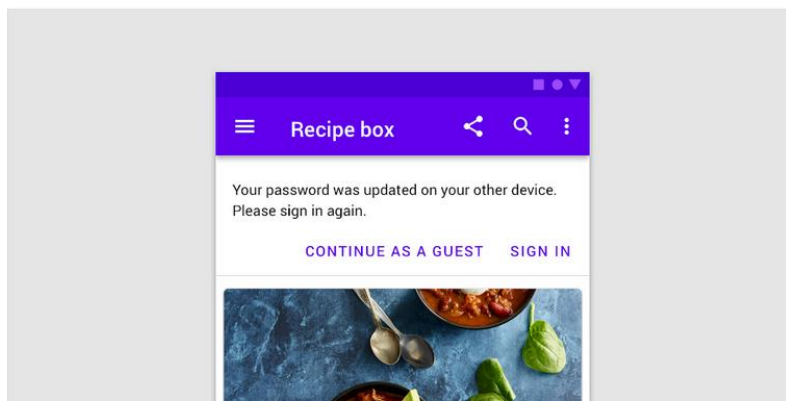 Recipe box
Your password was updated on your other device.
Please sign in again.
CONTINUE AS A GUEST SIGN IN